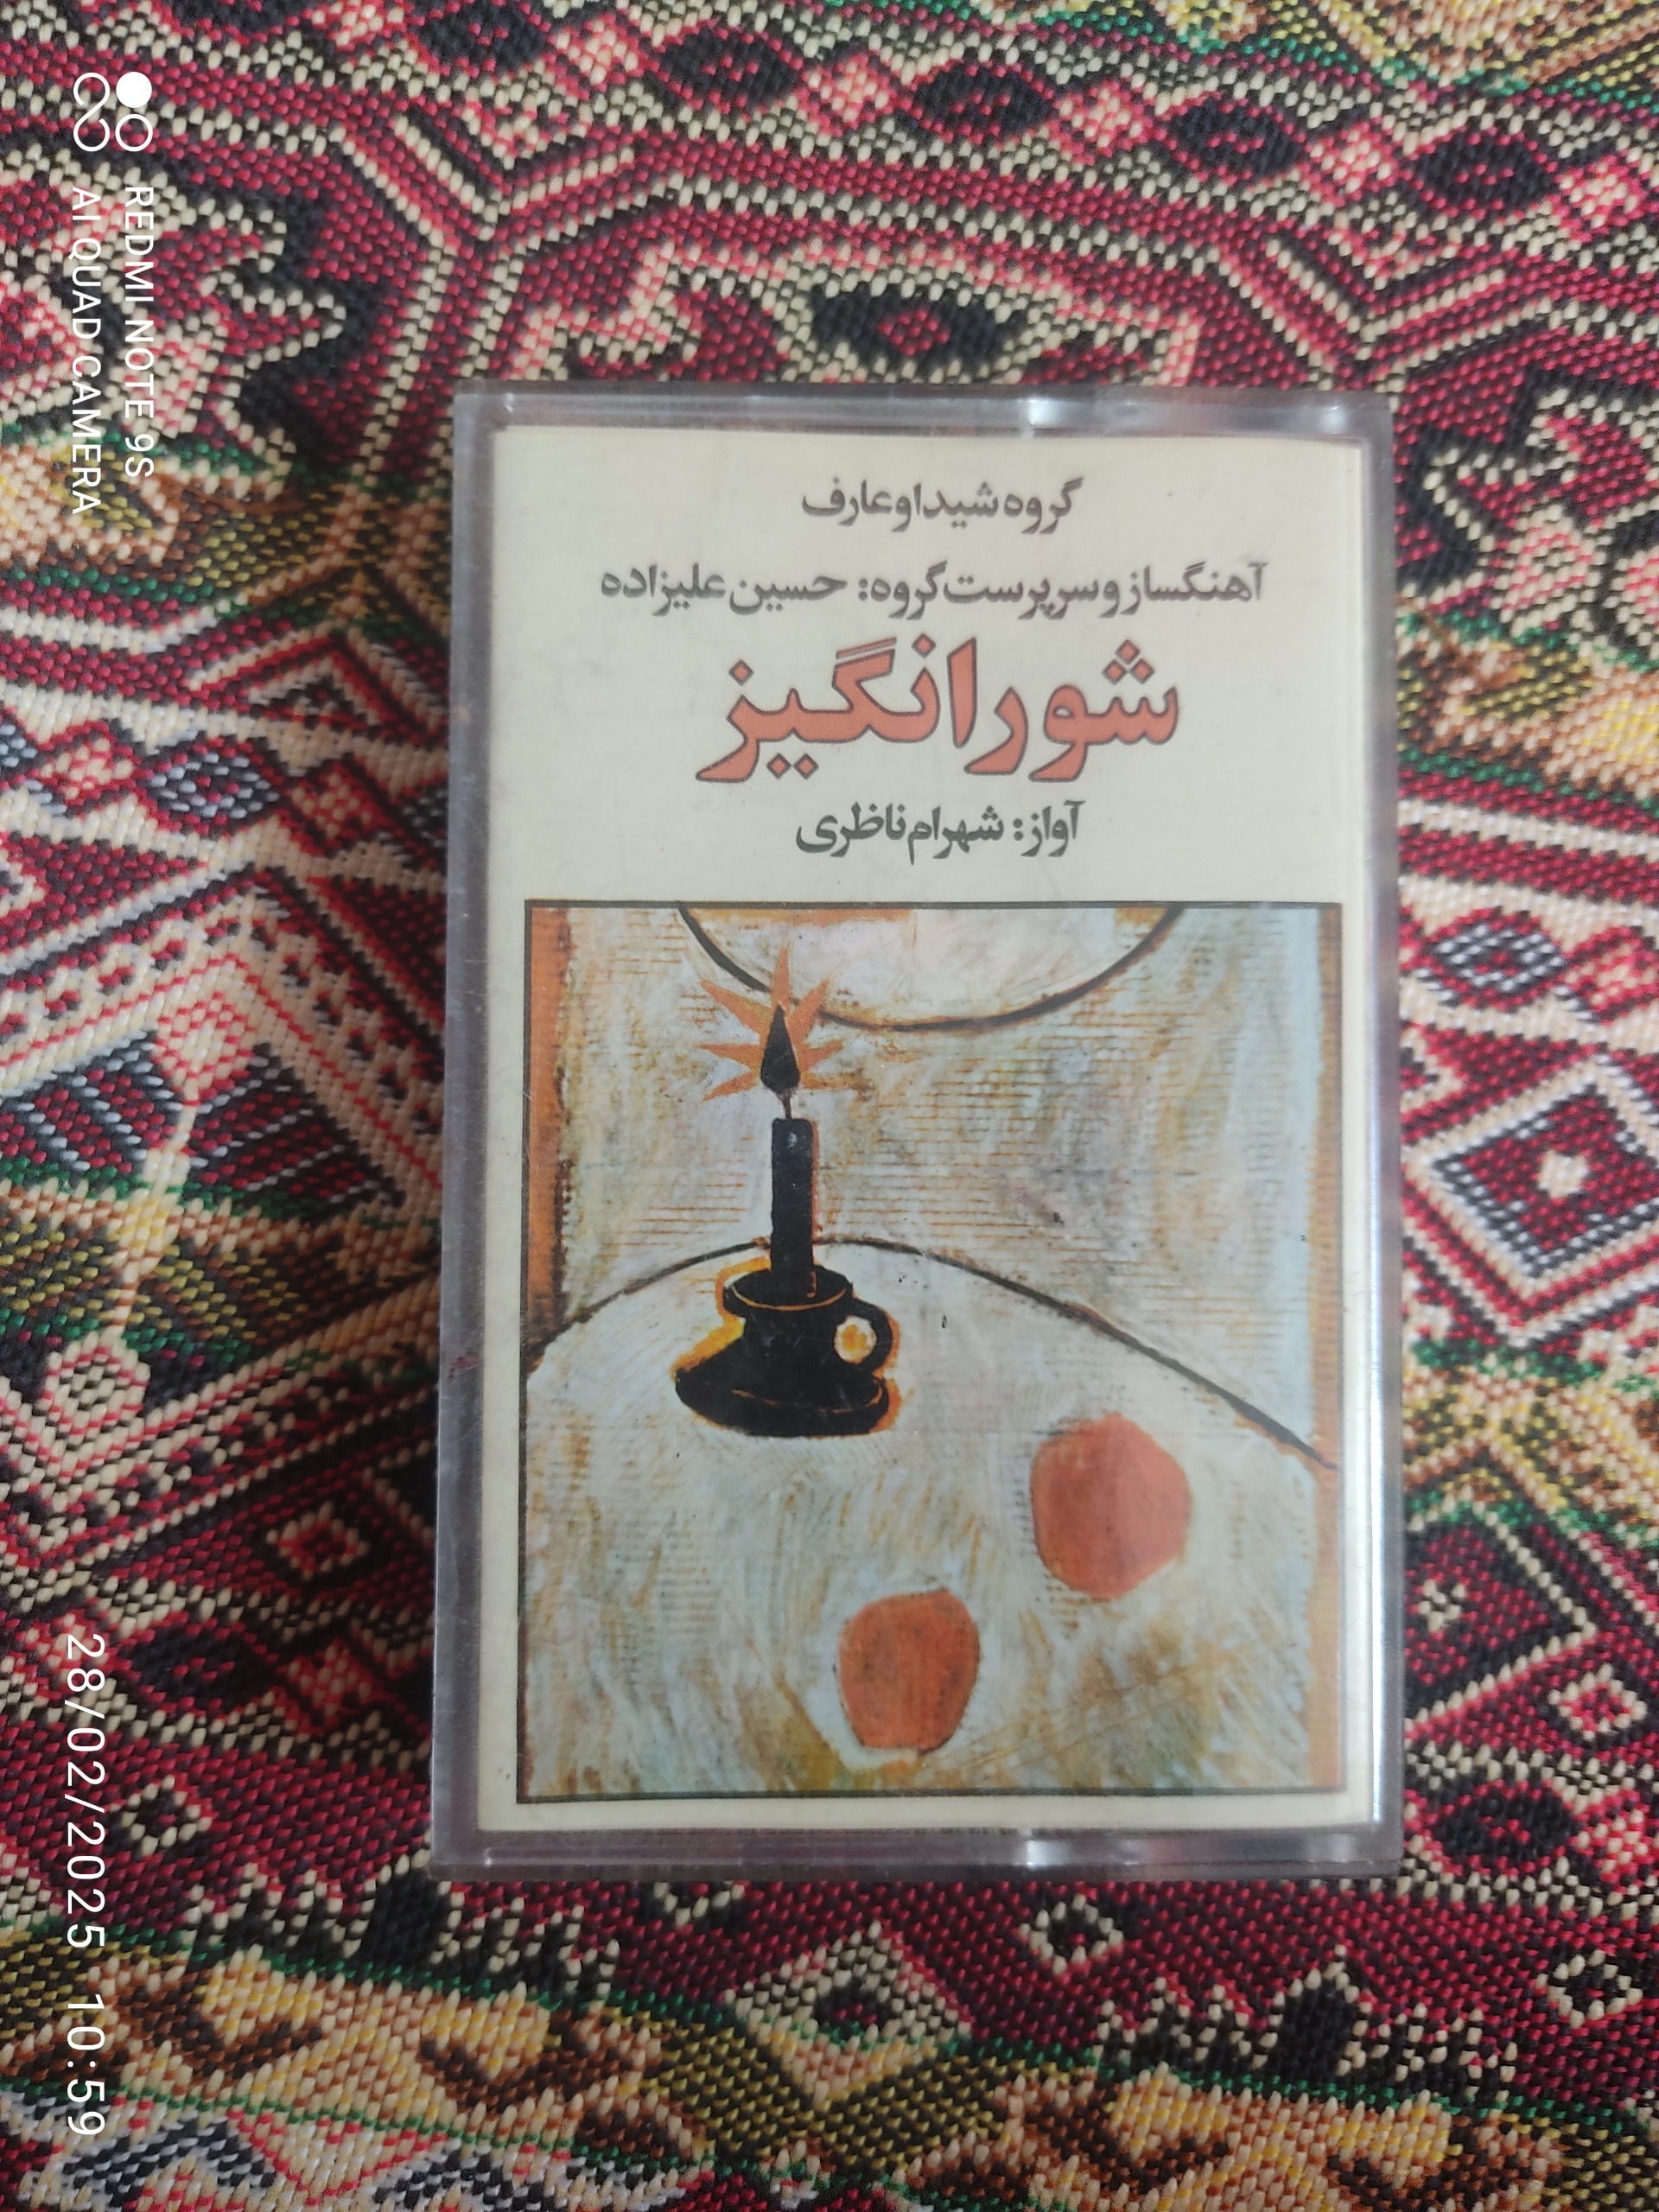 گروه شیدا و عارف
آهنگساز و سرپرست گروه: حسین علیزاده
شورانگیز
آواز: شهرام ناظری
REDMI NOTE 9S
AI QUAD CAMERA
28/02/2025 10:59